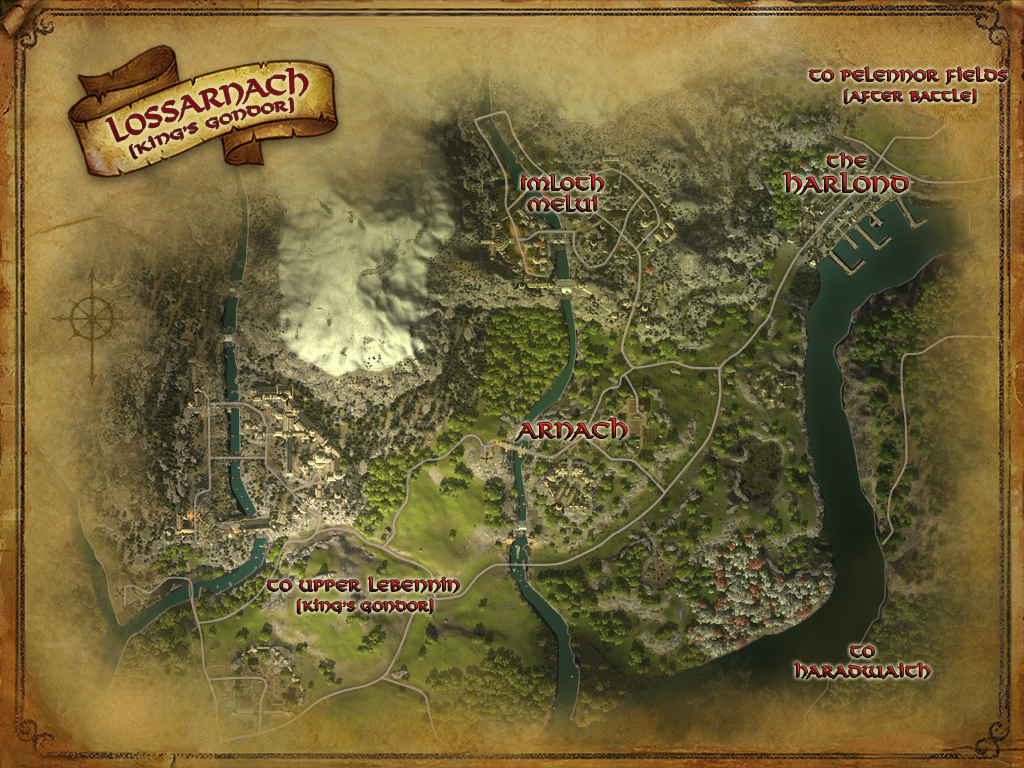 LOSSARNACH
(KING'S GONDOR)
TO PELENNOR FIELDS
(AFTER BATTLE)
THE
HARLOND
IMLOTH
MELUI
ARNACH
TO UPPER LEBENNIN
(KING'S GONDOR)
TO
HARADWAITH